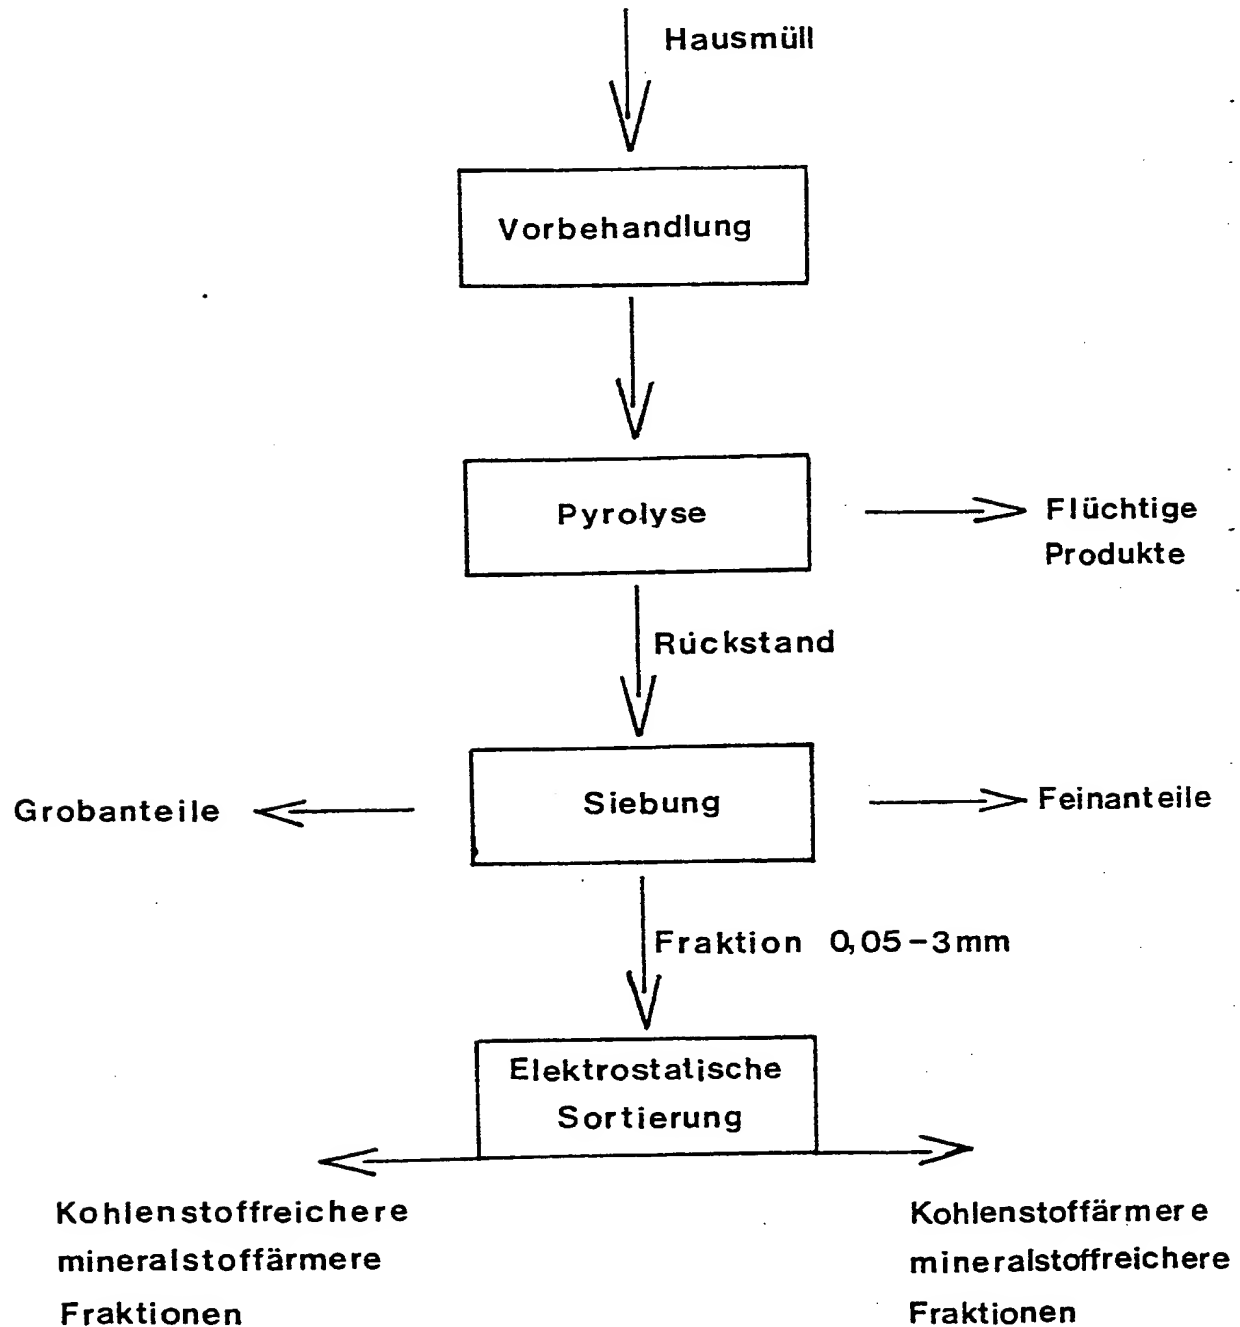 Hausmüll
Vorbehandlung
Pyrolyse
Flüchtige
Produkte
Rückstand
Grobanteile
Siebung
Feinanteile
Fraktion 0,05-3mm
Elektrostatische
Sortierung
Kohlenstoffreichere
mineralstoffärmere
Fraktionen
Kohlenstoffärmere
mineralstoffreichere
Fraktionen